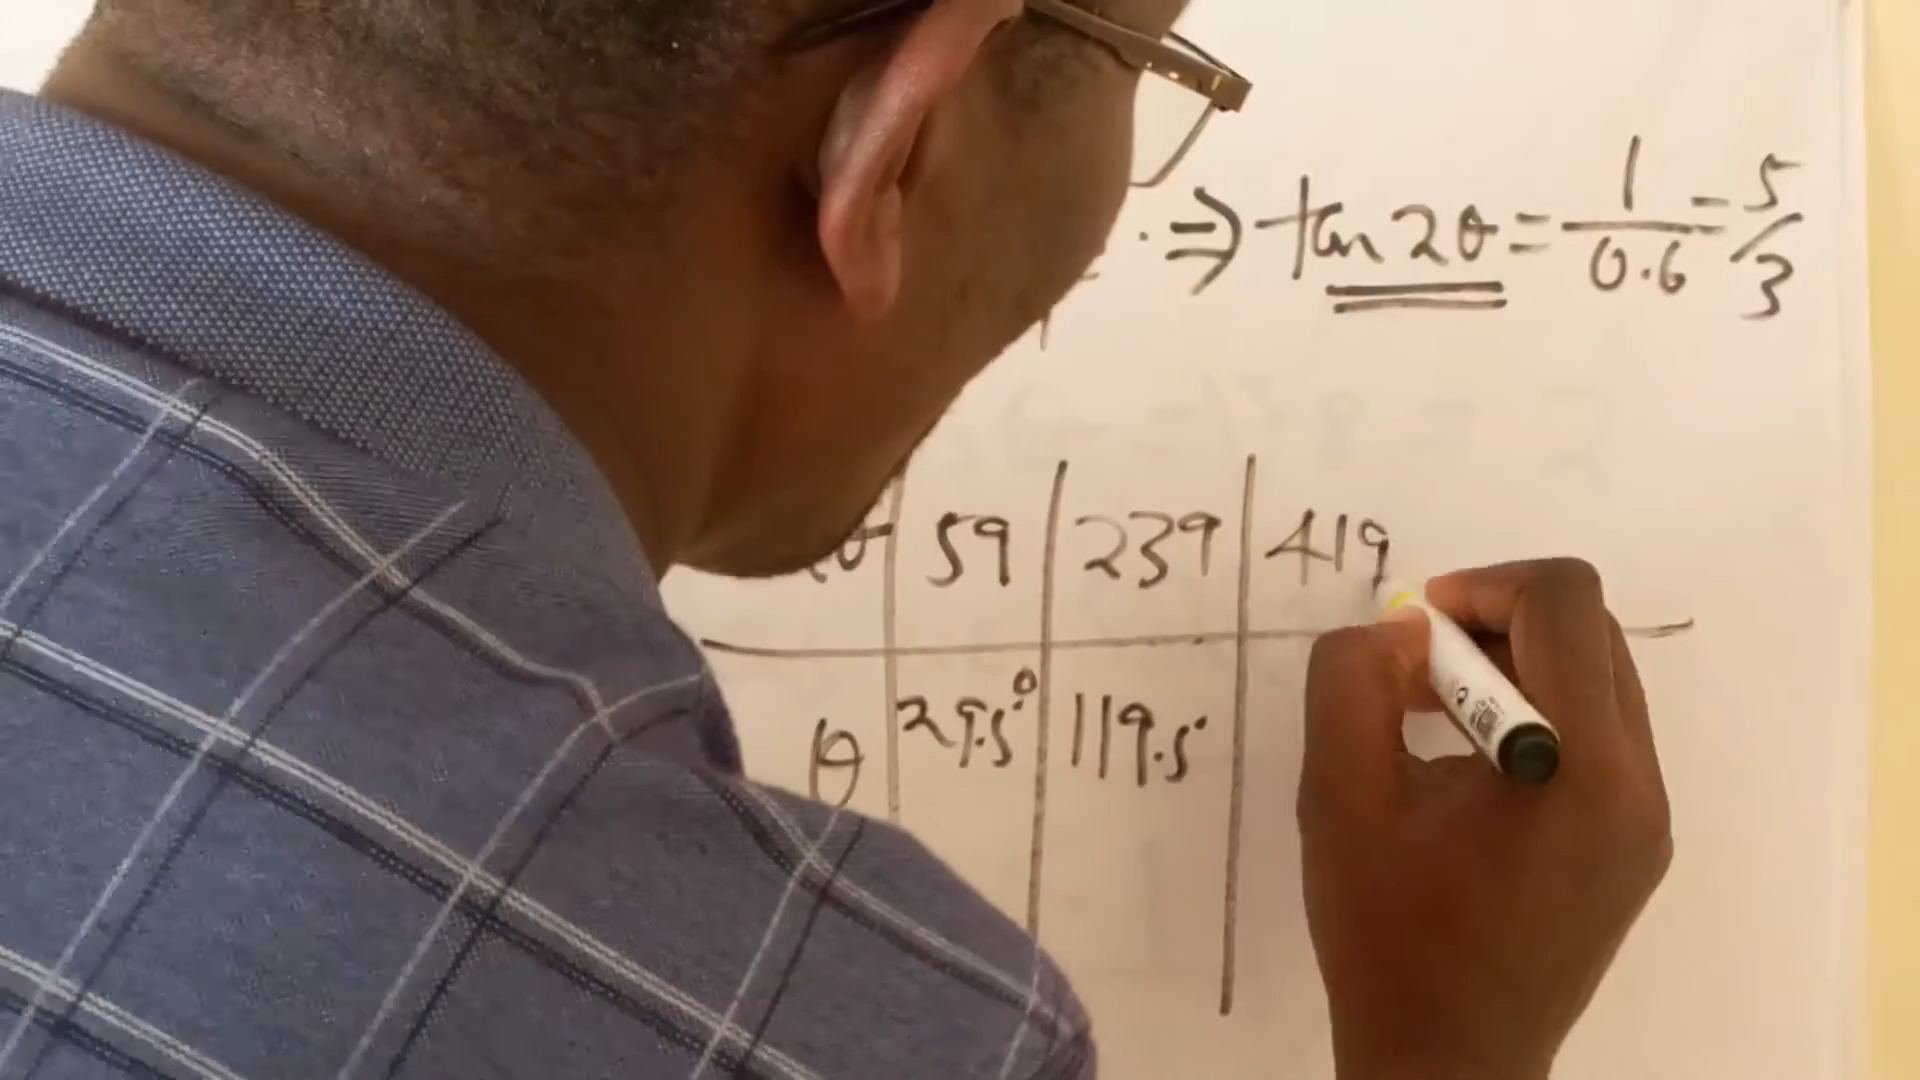 ⇒ tan 2θ = 1/0.6 = 5/3
θ 59 239 419
θ 29.5° 119.5°